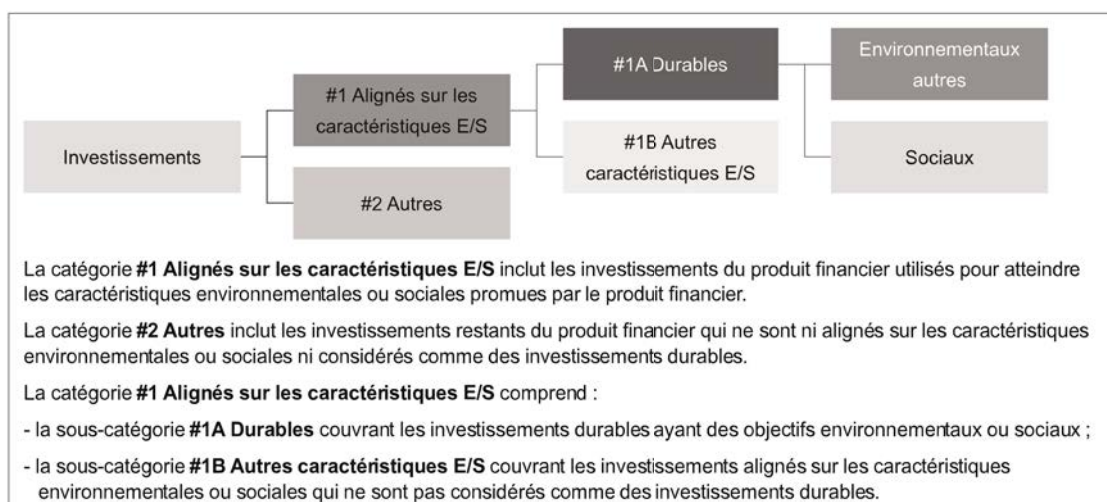 #1A Durables
Environnementaux
autres
#1 Alignés sur les
caractéristiques E/S
Investissements
#1B Autres
caractéristiques E/S
Sociaux
#2 Autres
La catégorie #1 Alignés sur les caractéristiques E/S inclut les investissements du produit financier utilisés pour atteindre
les caractéristiques environnementales ou sociales promues par le produit financier.
La catégorie #2 Autres inclut les investissements restants du produit financier qui ne sont ni alignés sur les caractéristiques
environnementales ou sociales ni considérés comme des investissements durables.
La catégorie #1 Alignés sur les caractéristiques E/S comprend :
- la sous-catégorie #1A Durables couvrant les investissements durables ayant des objectifs environnementaux ou sociaux ;
- la sous-catégorie #1B Autres caractéristiques E/S couvrant les investissements alignés sur les caractéristiques
environnementales ou sociales qui ne sont pas considérés comme des investissements durables.